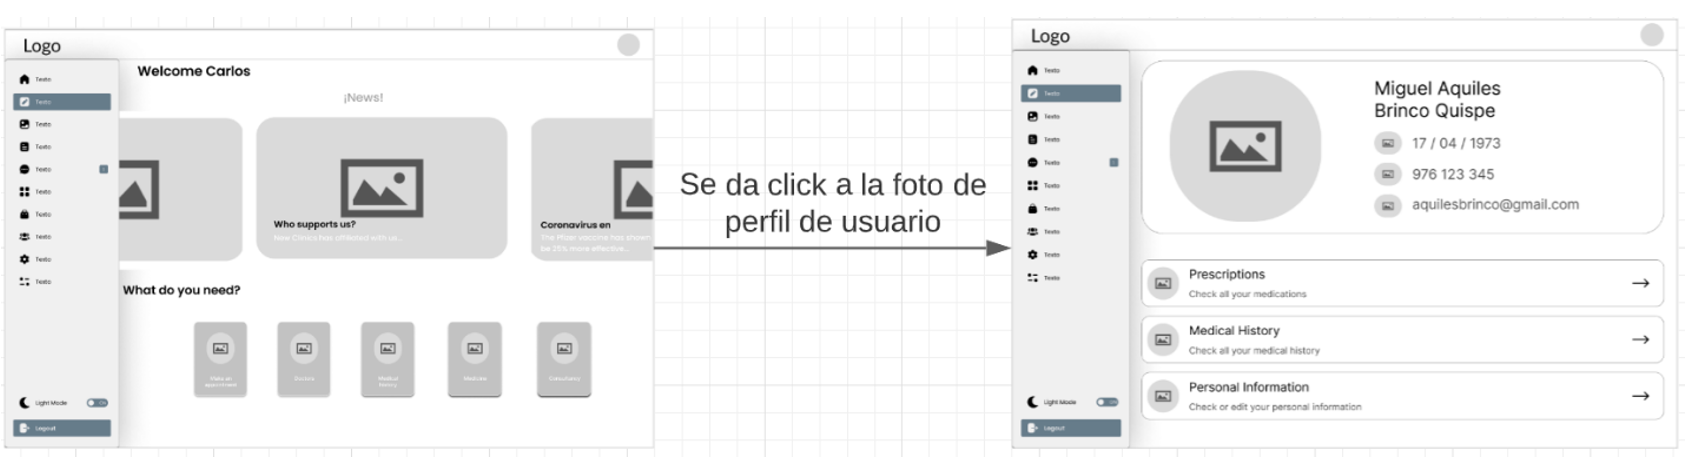 Logo
Texto
Texto
Texto
Texto
Texto
Texto
Texto
Texto
Texto
Texto
Light Mode
Logout
Welcome Carlos
¡News!
Who supports us?
New Clinics has affiliated with us...
Coronavirus en
The Pfizer vaccine has shown
be 25% more effective...
What do you need?
Make an
appointment
Doctors
Medical
history
Medicine
Consultancy
Se da click a la foto de
perfil de usuario
Logo
Texto
Texto
Texto
Texto
Texto
Texto
Texto
Texto
Texto
Texto
Light Mode
Logout
Miguel Aquiles
Brinco Quispe
17 / 04 / 1973
976 123 345
aquilesbrinco@gmail.com
Prescriptions
Check all your medications
Medical History
Check all your medical history
Personal Information
Check or edit your personal information